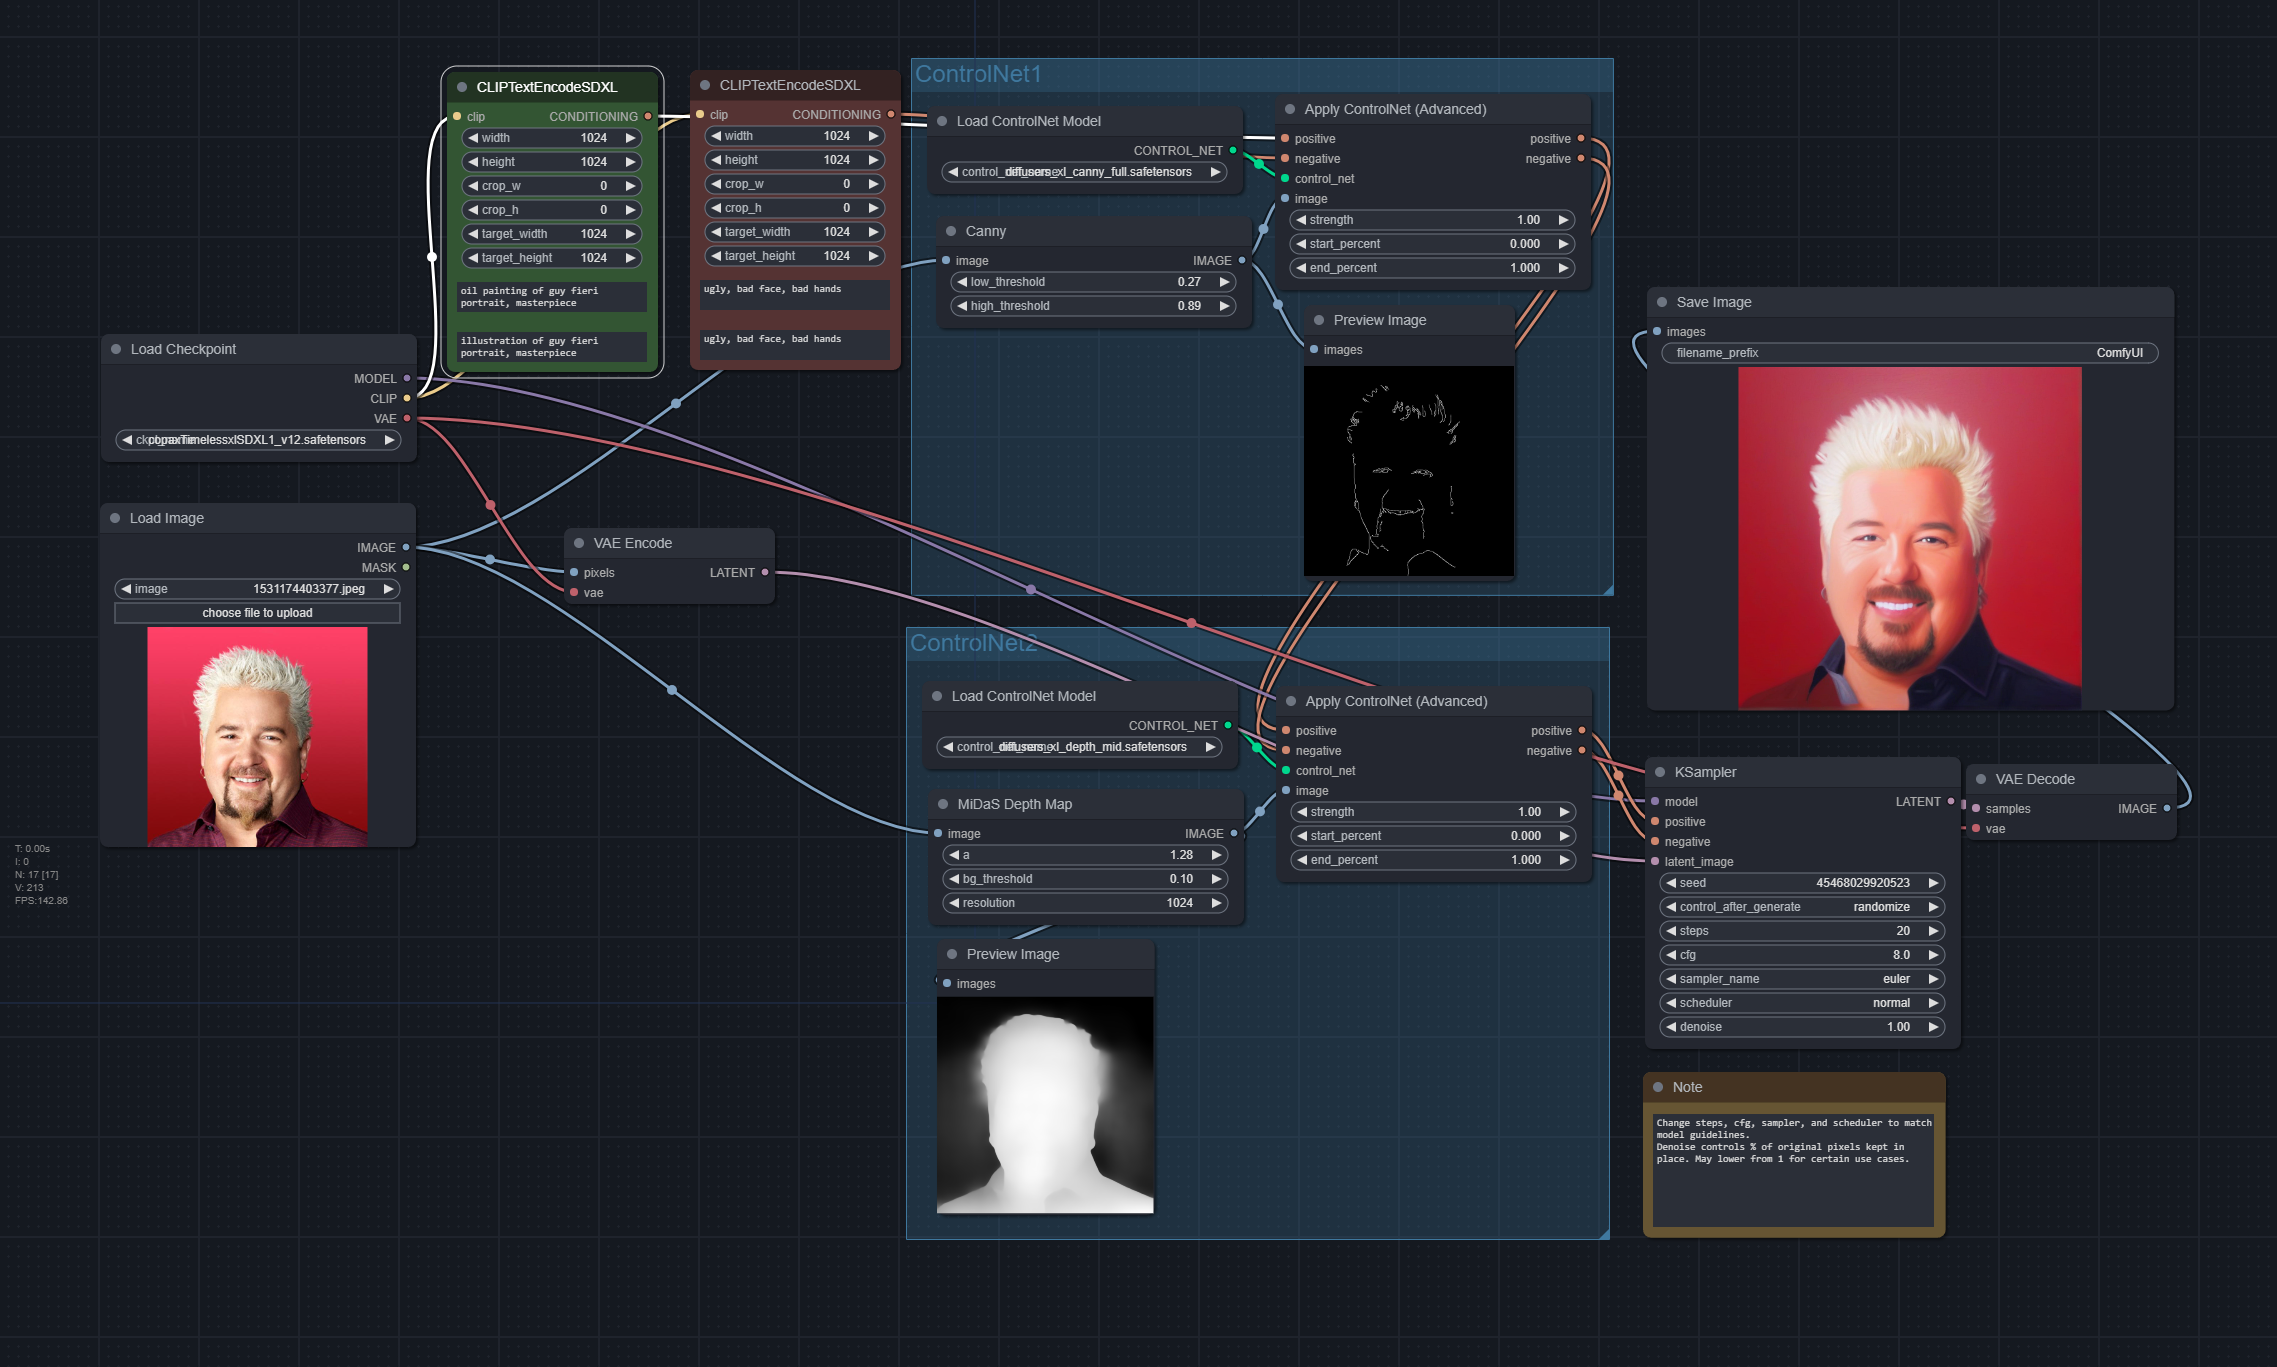 CLIPTextEncodeSDXL
clip CONDITIONING
width 1024
height 1024
crop_w 0
crop_h 0
target_width 1024
target_height 1024
oil painting of guy fieri
portrait, masterpiece
illustration of guy fieri
portrait, masterpiece
CLIPTextEncodeSDXL
clip CONDITIONING
width 1024
height 1024
crop_w 0
crop_h 0
target_width 1024
target_height 1024
ugly, bad face, bad hands
ugly, bad face, bad hands
Load Checkpoint
MODEL
CLIP
VAE
TimelessxlSDXL1_v12.safetensors
Load Image
IMAGE
MASK
image 1531174403377.jpeg
choose file to upload
VAE Encode
pixels LATENT
vae
ControlNet1
Load ControlNet Model
CONTROL_NET
diffusers_xl_canny_full.safetensors
Canny
image IMAGE
low_threshold 0.27
high_threshold 0.89
Apply ControlNet (Advanced)
positive positive
negative negative
control_net
image
strength 1.00
start_percent 0.000
end_percent 1.000
Preview Image
images
ControlNet2
Load ControlNet Model
CONTROL_NET
diffusers_xl_depth_mid.safetensors
MiDaS Depth Map
image IMAGE
a 1.28
bg_threshold 0.10
resolution 1024
Preview Image
images
Apply ControlNet (Advanced)
positive positive
negative negative
control_net
image
strength 1.00
start_percent 0.000
end_percent 1.000
Save Image
images
filename_prefix ComfyUI
KSampler
model LATENT
positive
negative
latent_image
seed 45468029920523
control_after_generate randomize
steps 20
cfg 8.0
sampler_name euler
scheduler normal
denoise 1.00
VAE Decode
samples IMAGE
vae
Note
Change steps, cfg, sampler, and scheduler to match
model guidelines.
Denoise controls % of original pixels kept in
place. May lower from 1 for certain use cases.
T: 0.00s
I: 0
N: 17 [17]
V: 213
FPS:142.86